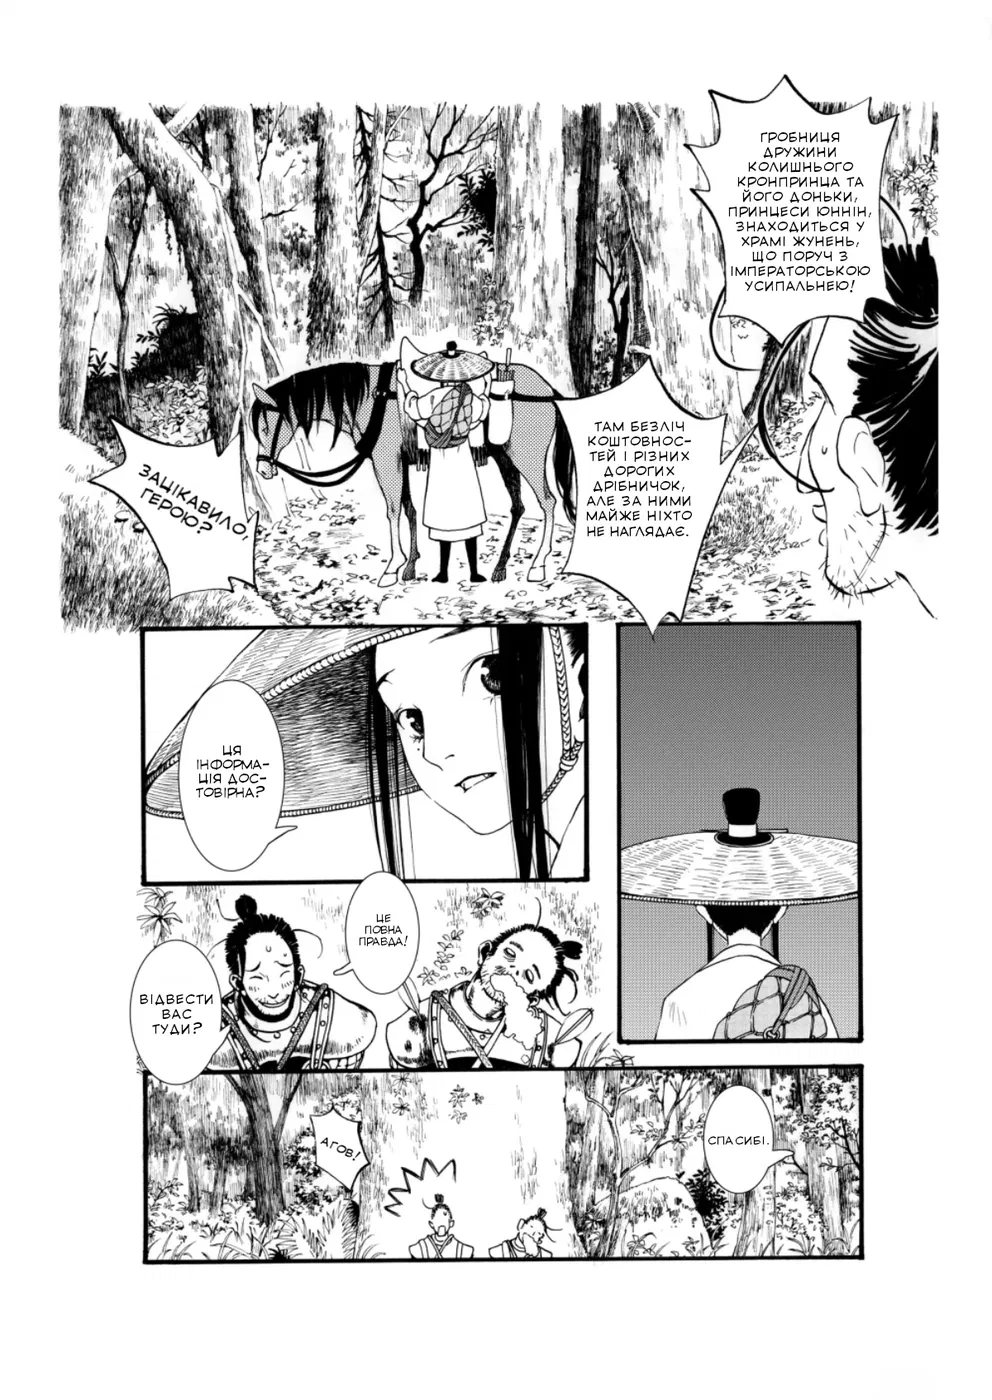 ГРОБНИЦЯ
ДРУЖИНИ
КОЛИШНЬОГО
КРОНПРИНЦА ТА
ЙОГО ДОНЬКИ,
ПРИНЦЕСИ ЮННІН,
ЗНАХОДИТЬСЯ У
ХРАМІ ЖУНЕНЬ,
ЩО ПОРУЧ З
ІМПЕРАТОРСЬКОЮ
УСИПАЛЬНЕЮ!
ТАМ БЕЗЛІЧ
КОШТОВНОС-
ТЕЙ І РІЗНИХ
ДОРОГИХ
ДРІБНИЧОК,
АЛЕ ЗА НИМИ
МАЙЖЕ НІХТО
НЕ НАГЛЯДАЄ.
ЗАЦІКАВИЛО,
ГЕРОЮ?
ЦЯ
ІНФОРМА-
ЦІЯ ДОС-
ТОВІРНА?
ЦЕ
ПОВНА
ПРАВДА!
ВІДВЕСТИ
ВАС
ТУДИ?
АГОВ!
СПАСИБІ.